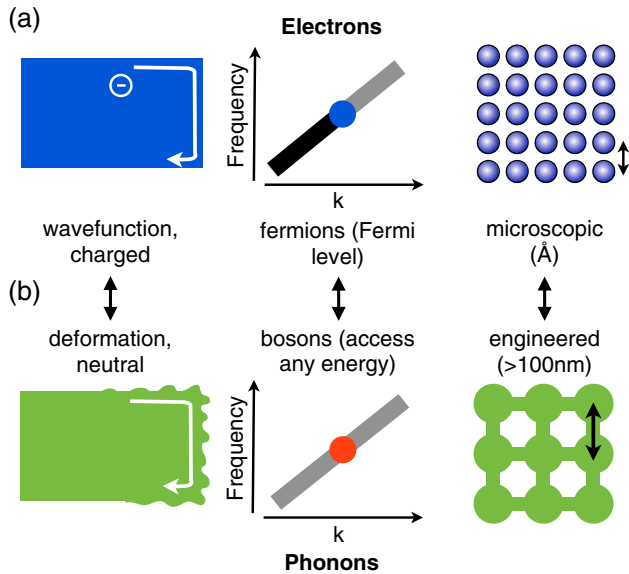 (a)
Electrons
−
Frequency
k
wavefunction,
charged
fermions (Fermi
level)
microscopic
(Å)
(b)
deformation,
neutral
bosons (access
any energy)
engineered
(>100nm)
Frequency
k
Phonons